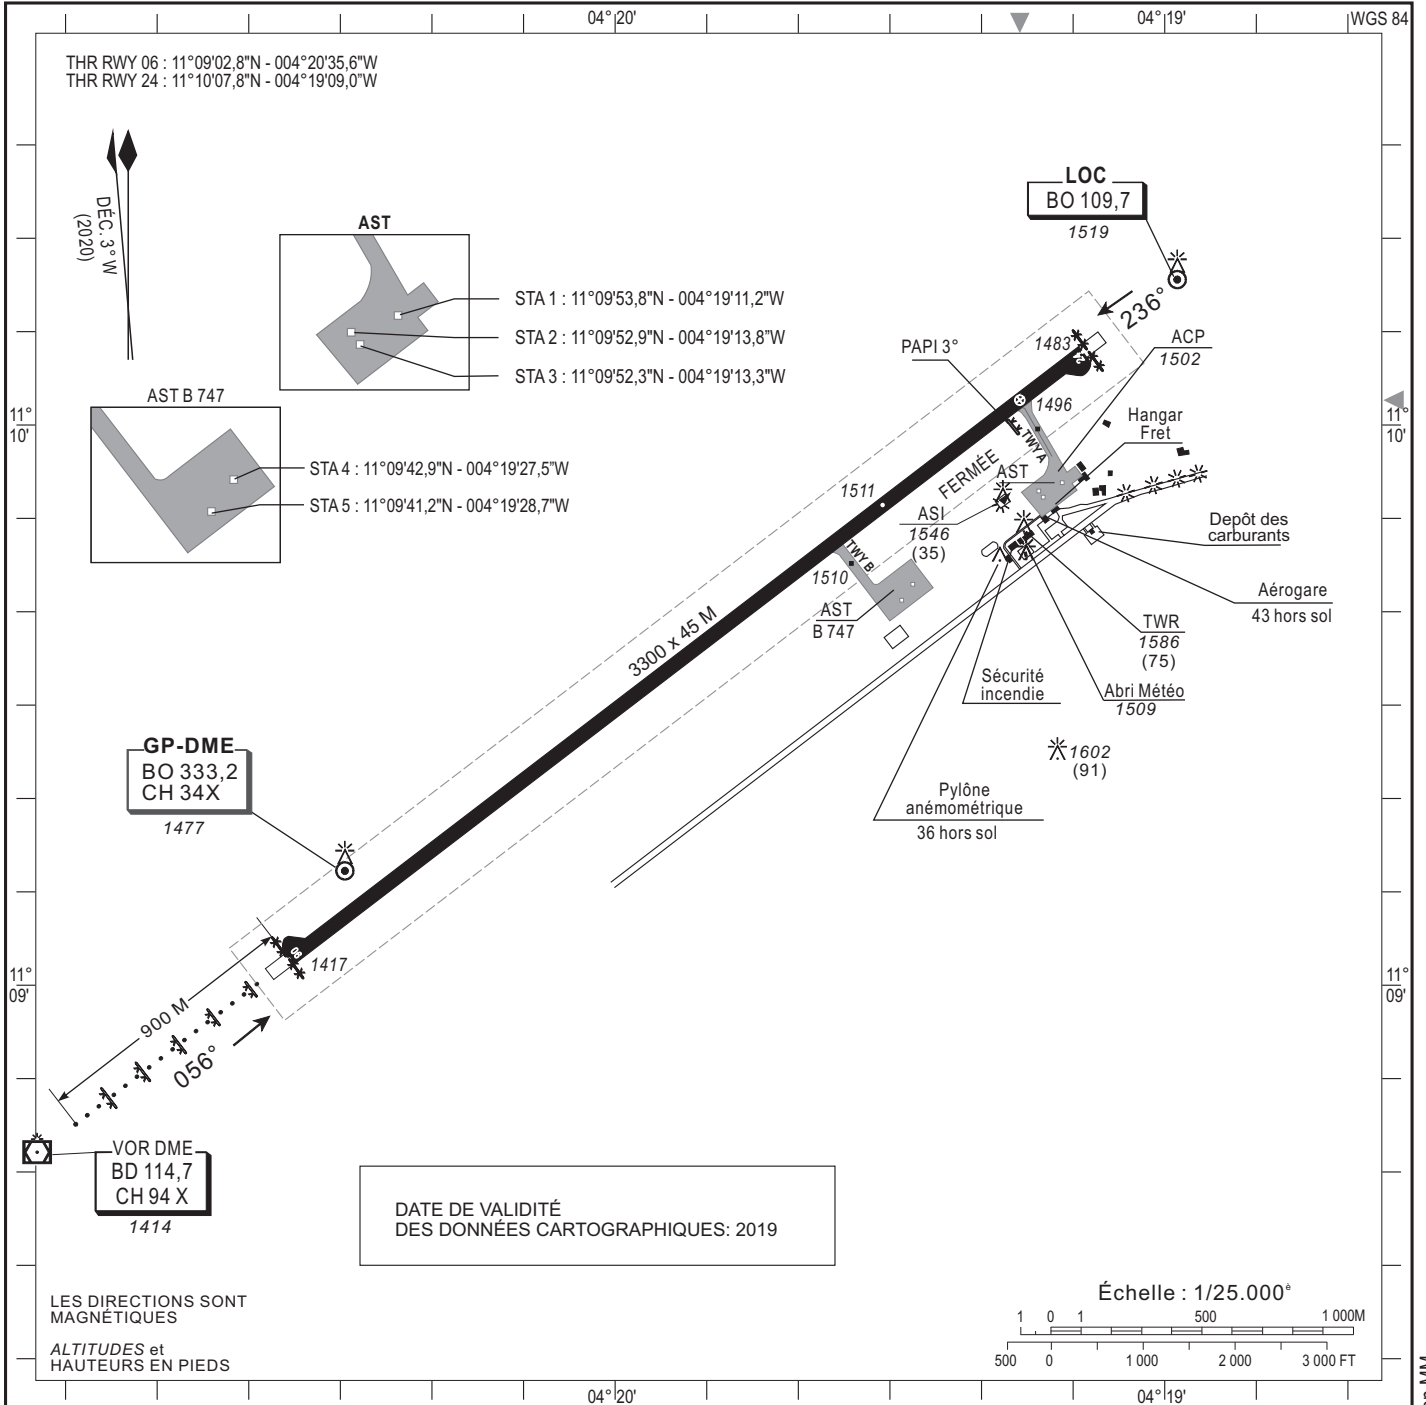 04°20'
04°19'
WGS 84
THR RWY 06 : 11°09'02,8"N - 004°20'35,6"W
THR RWY 24 : 11°10'07,8"N - 004°19'09,0"W
DÉC. 3° W
(2020)
AST
STA 1 : 11°09'53,8"N - 004°19'11,2"W
STA 2 : 11°09'52,9"N - 004°19'13,8"W
STA 3 : 11°09'52,3"N - 004°19'13,3"W
AST B 747
STA 4 : 11°09'42,9"N - 004°19'27,5"W
STA 5 : 11°09'41,2"N - 004°19'28,7"W
LOC
BO 109,7
1519
236°
PAPI 3°
1483
ACP
1502
11°
10'
1496
Hangar
Fret
11°
10'
TWY A
FERMÉE
AST
1511
ASI
1546
(35)
Depôt des
carburants
TWY B
1510
AST
B 747
Aérogare
43 hors sol
TWR
1586
(75)
3300 x 45 M
Sécurité
incendie
Abri Météo
1509
1602
(91)
GP-DME
BO 333,2
CH 34X
1477
Pylône
anémométrique
36 hors sol
06
1417
11°
09'
11°
09'
900 M
056°
VOR DME
BD 114,7
CH 94 X
1414
DATE DE VALIDITÉ
DES DONNÉES CARTOGRAPHIQUES: 2019
LES DIRECTIONS SONT
MAGNÉTIQUES
ALTITUDES et
HAUTEURS EN PIEDS
Échelle : 1/25.000è
1 0 1 500 1 000M
500 0 1 000 2 000 3 000 FT
04°20'
04°19'